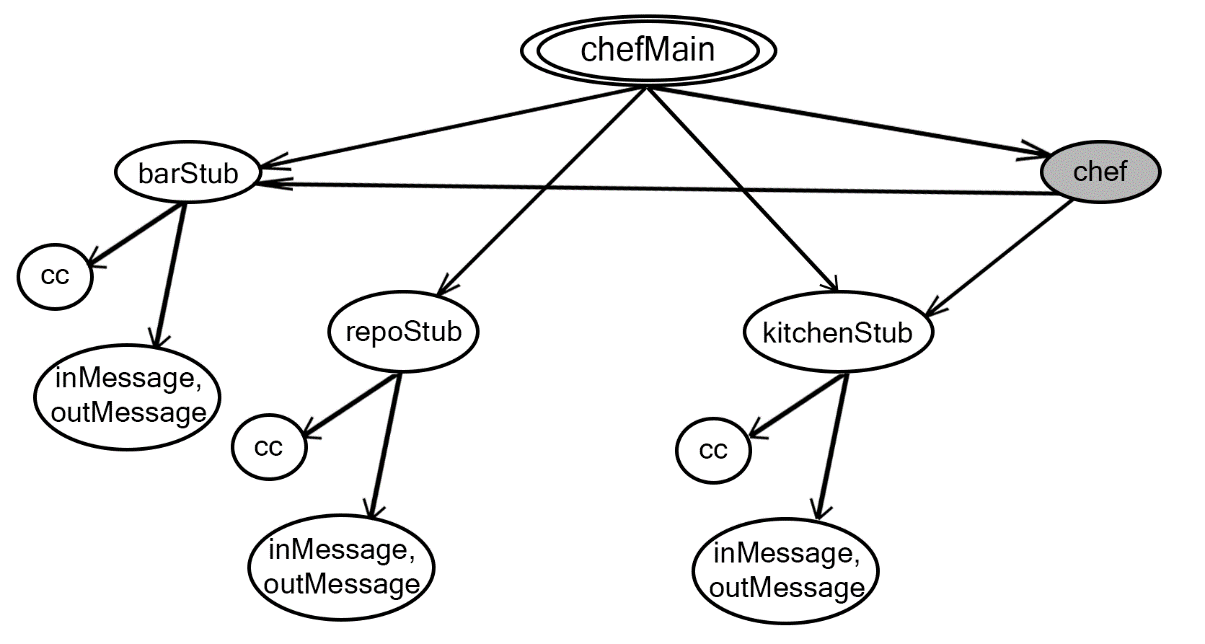 chefMain
barStub
chef
cc
repoStub
kitchenStub
inMessage,
outMessage
cc
cc
inMessage,
outMessage
inMessage,
outMessage